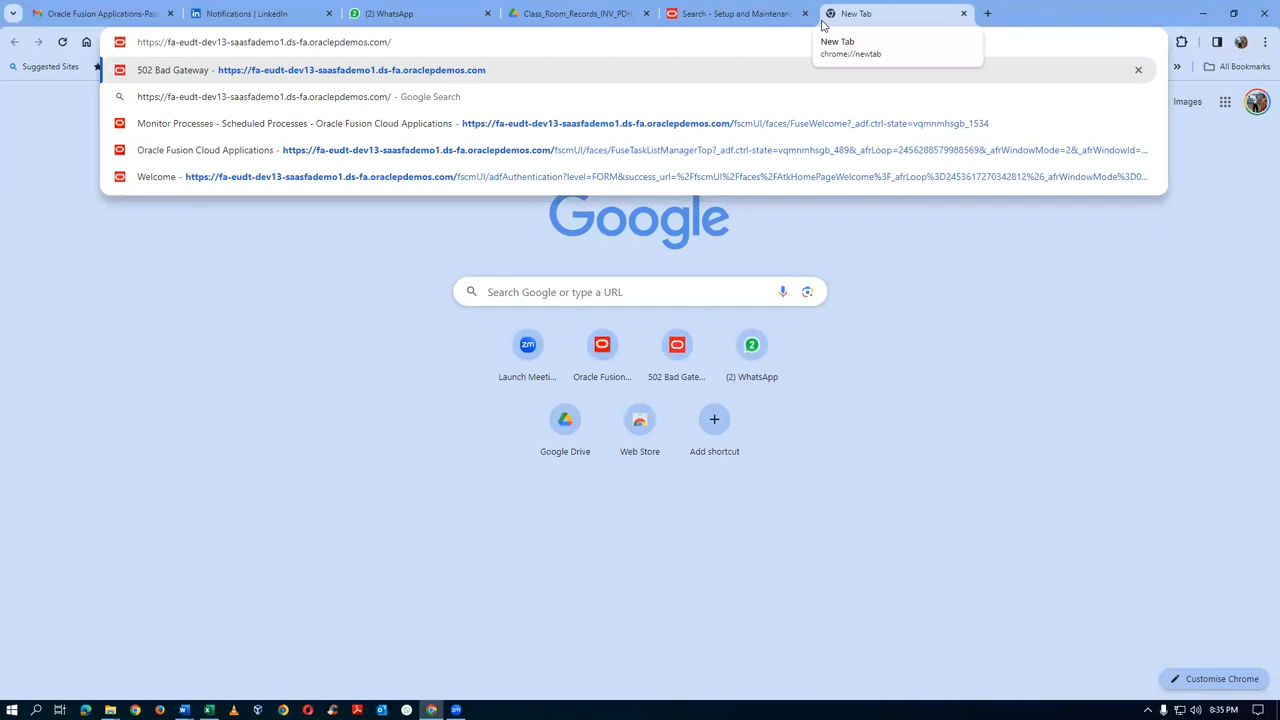 Oracle Fusion Applications-Pass
Notifications | LinkedIn
(2) WhatsApp
Class_Room_Records_INV_PDH
Search - Setup and Maintenanc
New Tab
https://fa-eudt-dev13-saasfademo1.ds-fa.oraclepdemos.com/
New Tab
chrome://newtab
Suggested Sites
502 Bad Gateway - https://fa-eudt-dev13-saasfademo1.ds-fa.oraclepdemos.com
All Bookmarks
https://fa-eudt-dev13-saasfademo1.ds-fa.oraclepdemos.com/ - Google Search
Images
Monitor Processes - Scheduled Processes - Oracle Fusion Cloud Applications - https://fa-eudt-dev13-saasfademo1.ds-fa.oraclepdemos.com/fscmUI/faces/FuseWelcome?_adf.ctrl-state=vqmnmhsgb_1534
Oracle Fusion Cloud Applications - https://fa-eudt-dev13-saasfademo1.ds-fa.oraclepdemos.com/fscmUI/faces/FuseTaskListManagerTop?_adf.ctrl-state=vqmnmhsgb_489&_afrLoop=2456288579988569&_afrWindowMode=2&_afrWindowId=...
Welcome - https://fa-eudt-dev13-saasfademo1.ds-fa.oraclepdemos.com/fscmUI/adfAuthentication?level=FORM&success_url=%2FfscmUI%2Ffaces%2FAtkHomePageWelcome%3F_afrLoop%3D2453617270342812%26_afrWindowMode%3D0...
Google
Search Google or type a URL
zm
2
Launch Meeti...
Oracle Fusion...
502 Bad Gate...
(2) WhatsApp
Google Drive
Web Store
Add shortcut
Customise Chrome
8:35 PM